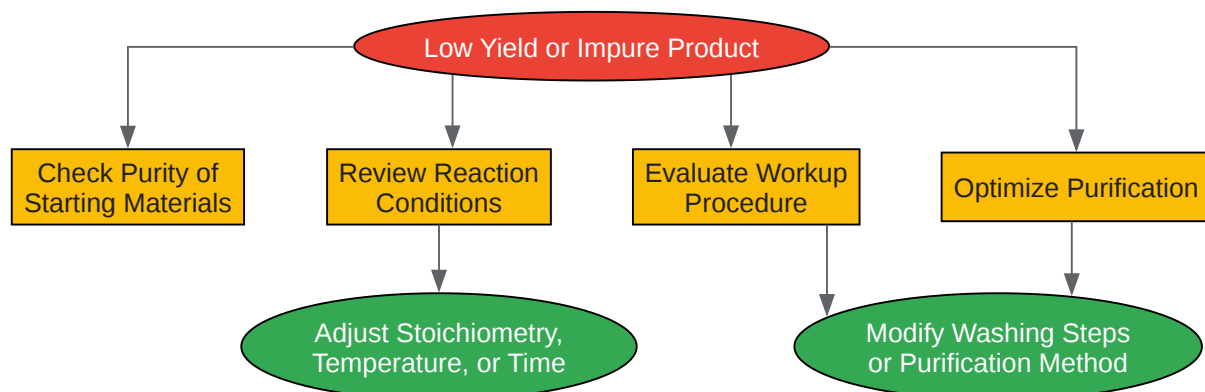 Low Yield or Impure Product
Check Purity of
Starting Materials
Review Reaction
Conditions
Evaluate Workup
Procedure
Optimize Purification
Adjust Stoichiometry,
Temperature, or Time
Modify Washing Steps
or Purification Method